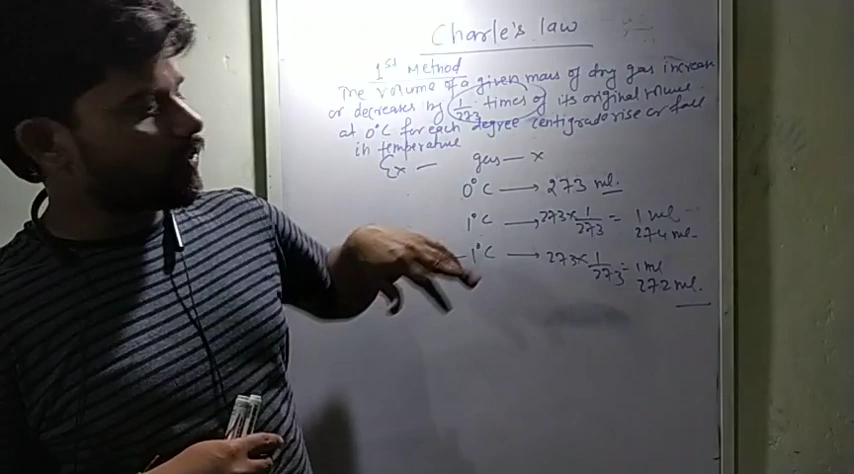 Charle's law
1st Method
The volume of a given mass of dry gas increase
or decreases by 1/273 times of its original volume
at 0°C for each degree centigrade rise or fall
in temperature
Ex — gas — x
0°C → 273 ml.
1°C → 273 × 1/273 = 1 ml
274 ml.
-1°C → 273 × 1/273 = 1 ml
272 ml.